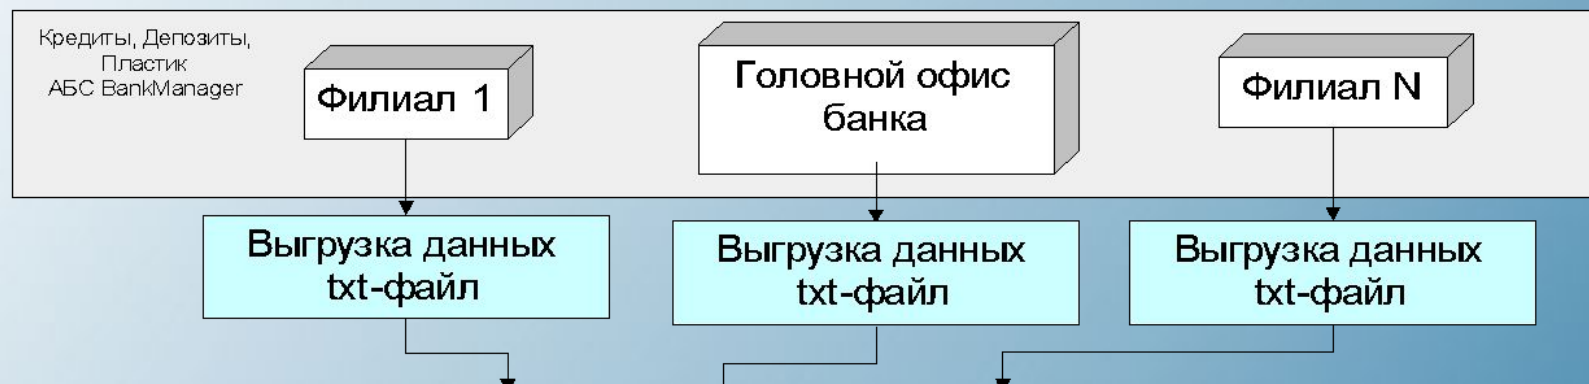 Кредиты, Депозиты,
Пластик
АБС BankManager
Филиал 1
Головной офис
банка
Филиал N
Выгрузка данных
txt-файл
Выгрузка данных
txt-файл
Выгрузка данных
txt-файл